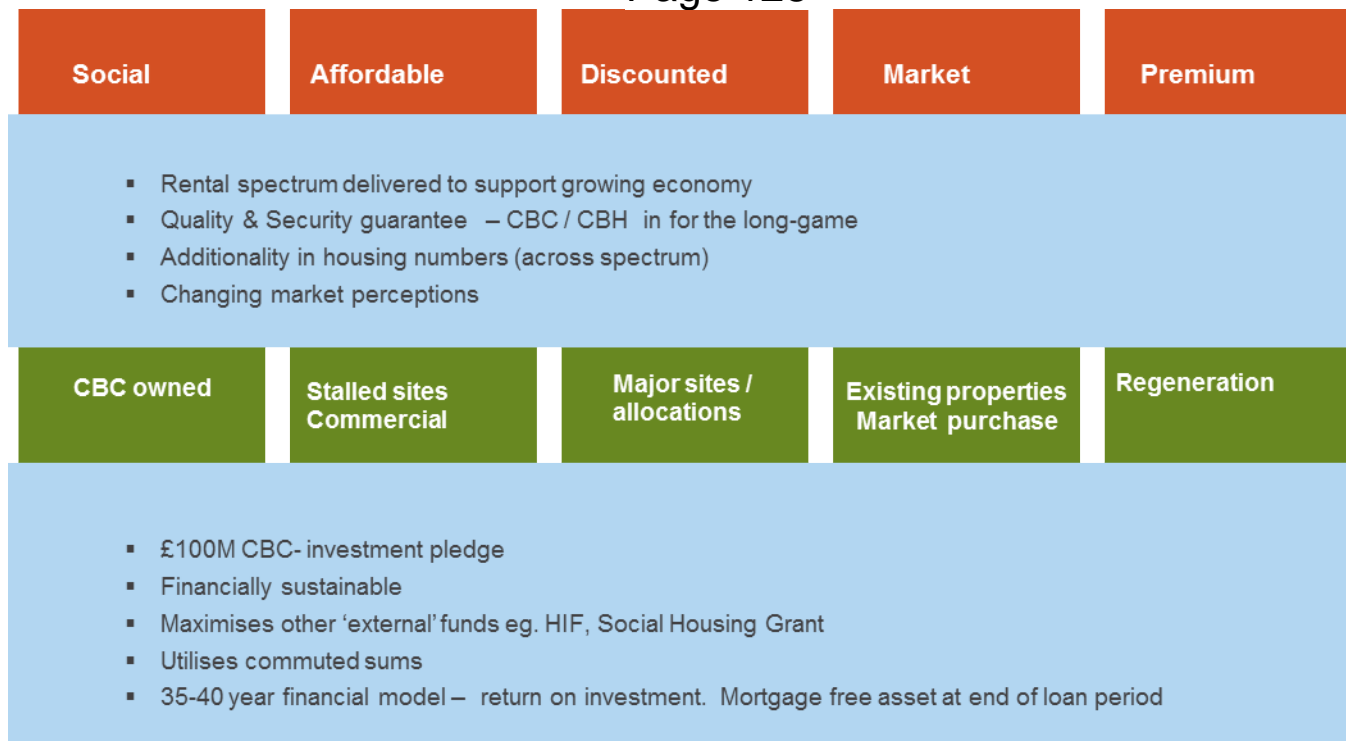 Social
Affordable
Discounted
Market
Premium
▪ Rental spectrum delivered to support growing economy
▪ Quality & Security guarantee – CBC / CBH in for the long-game
▪ Additionality in housing numbers (across spectrum)
▪ Changing market perceptions
CBC owned
Stalled sites
Commercial
Major sites /
allocations
Existing properties
Market purchase
Regeneration
▪ £100M CBC- investment pledge
▪ Financially sustainable
▪ Maximises other ‘external’ funds eg. HIF, Social Housing Grant
▪ Utilises commuted sums
▪ 35-40 year financial model – return on investment. Mortgage free asset at end of loan period